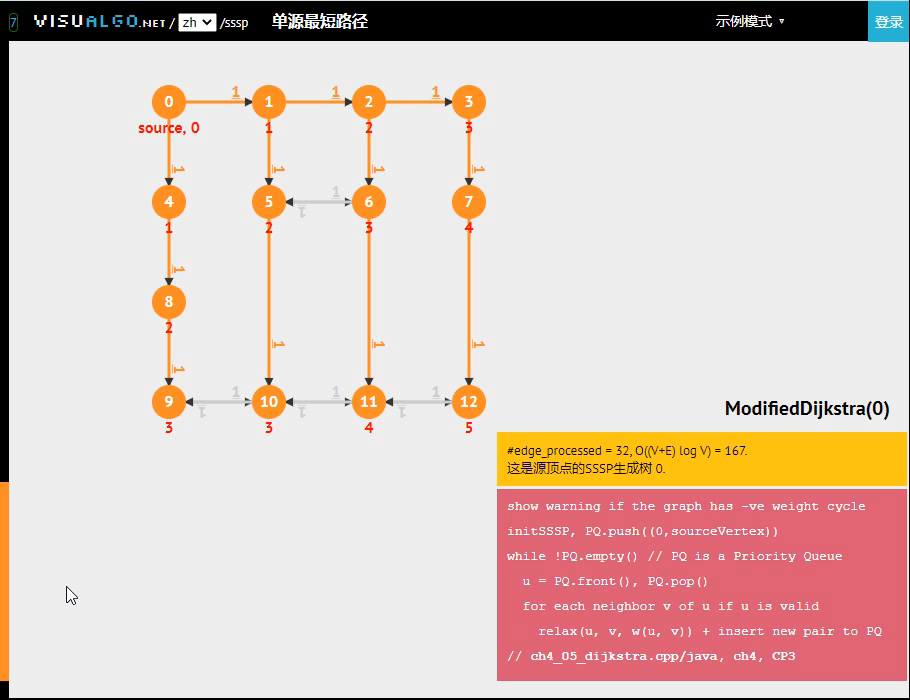 7 VISUALGO.NET / zh /sssp 单源最短路径 示例模式 ▼ 登录
1 1 1
0 1 2 3
source, 0 1 2 3
1 1 1 1
1
4 5 6 7
1
1 2 3 4
1
8
2
1 1 1
1
1 1 1
9 10 11 12
1 1 1
3 3 4 5
ModifiedDijkstra(0)
#edge_processed = 32, O((V+E) log V) = 167.
这是源顶点的SSSP生成树 0.
show warning if the graph has -ve weight cycle
initSSSP, PQ.push((0,sourceVertex))
while !PQ.empty() // PQ is a Priority Queue
u = PQ.front(), PQ.pop()
for each neighbor v of u if u is valid
relax(u, v, w(u, v)) + insert new pair to PQ
// ch4_05_dijkstra.cpp/java, ch4, CP3